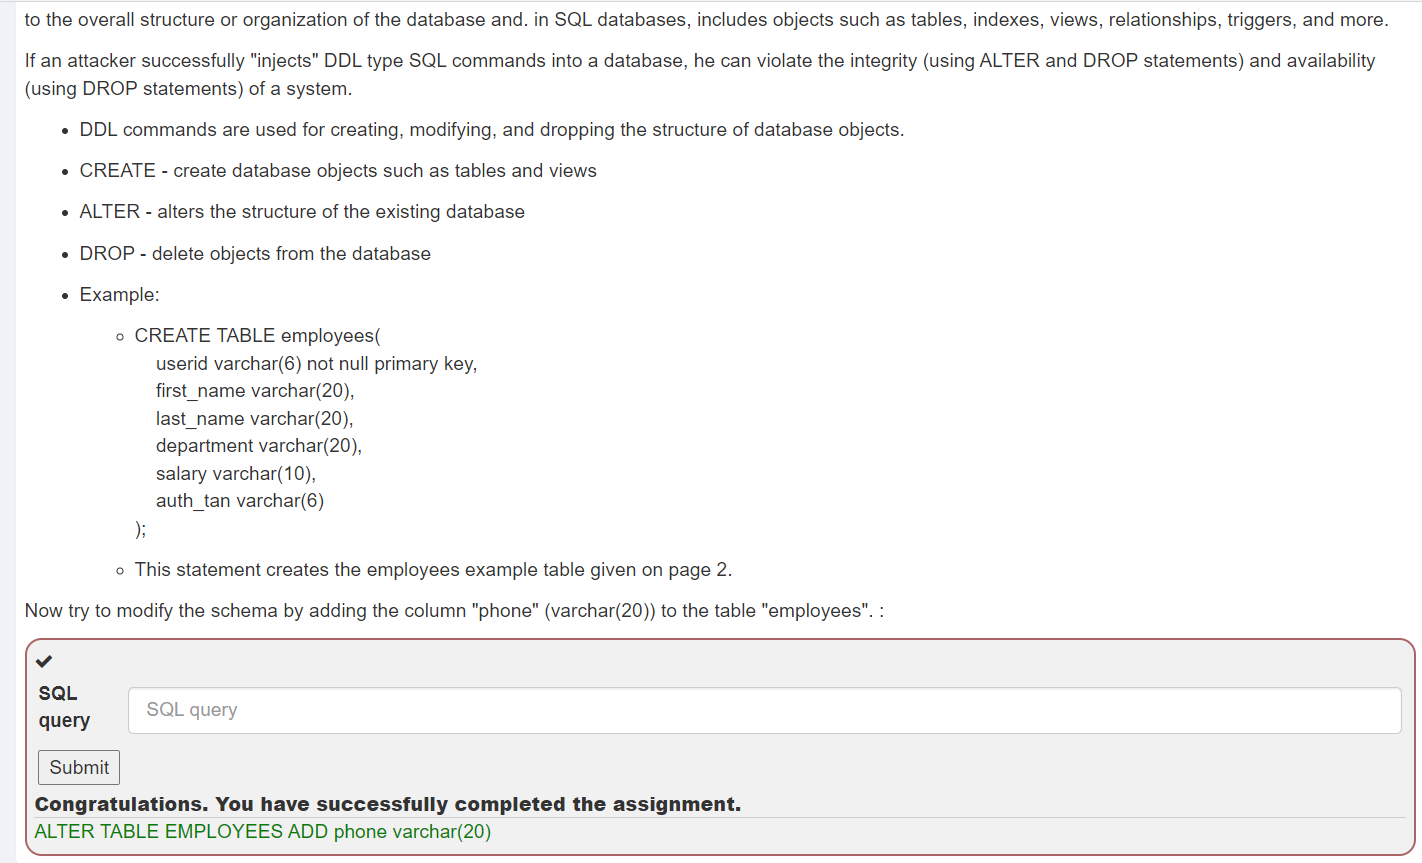 to the overall structure or organization of the database and. in SQL databases, includes objects such as tables, indexes, views, relationships, triggers, and more.
If an attacker successfully "injects" DDL type SQL commands into a database, he can violate the integrity (using ALTER and DROP statements) and availability
(using DROP statements) of a system.
• DDL commands are used for creating, modifying, and dropping the structure of database objects.
• CREATE - create database objects such as tables and views
• ALTER - alters the structure of the existing database
• DROP - delete objects from the database
• Example:
◦ CREATE TABLE employees(
userid varchar(6) not null primary key,
first_name varchar(20),
last_name varchar(20),
department varchar(20),
salary varchar(10),
auth_tan varchar(6)
);
◦ This statement creates the employees example table given on page 2.
Now try to modify the schema by adding the column "phone" (varchar(20)) to the table "employees". :
✔
SQL
query
SQL query
Submit
Congratulations. You have successfully completed the assignment.
ALTER TABLE EMPLOYEES ADD phone varchar(20)